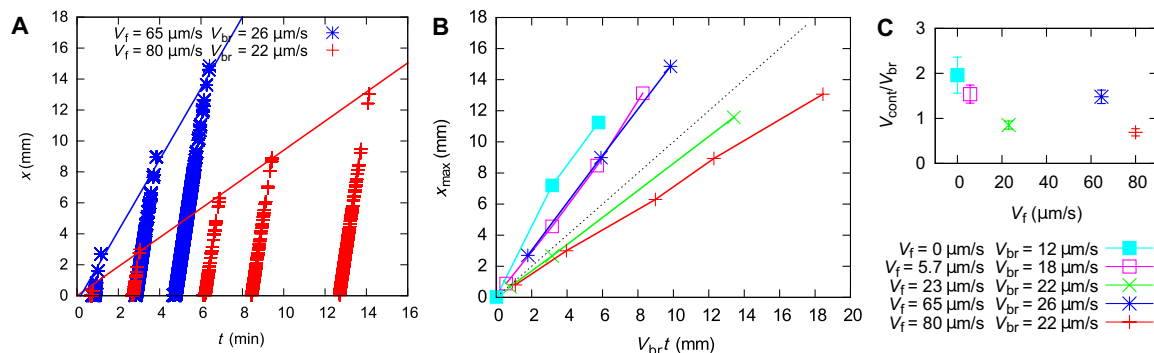 A
V_f = 65 µm/s V_br = 26 µm/s
V_f = 80 µm/s V_br = 22 µm/s
18
16
14
12
10
8
6
4
2
0
x (mm)
0 2 4 6 8 10 12 14 16
t (min)
B
18
16
14
12
10
8
6
4
2
0
x_max (mm)
0 2 4 6 8 10 12 14 16 18 20
V_br t (mm)
C
3
2
1
0
V_cont/V_br
0 20 40 60 80
V_f (µm/s)
V_f = 0 µm/s V_br = 12 µm/s
V_f = 5.7 µm/s V_br = 18 µm/s
V_f = 23 µm/s V_br = 22 µm/s
V_f = 65 µm/s V_br = 26 µm/s
V_f = 80 µm/s V_br = 22 µm/s